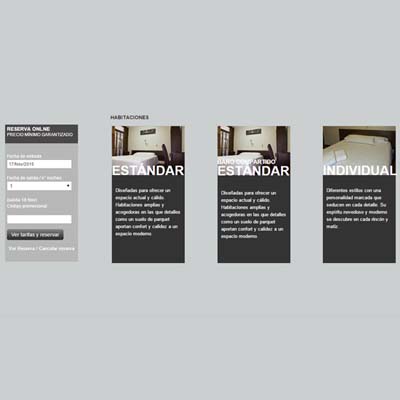 HABITACIONES
RESERVA ONLNE
PRECIO MÍNIMO GARANTIZADO
Fecha de entrada
17/Nov/2015
Fecha de salida / nº noches
1
Salida 18 Nov
Código promocional
Ver tarifas y reservar
Ver Reserva / Cancelar reserva
ESTÁNDAR
Diseñadas para ofrecer un
espacio actual y cálido.
Habitaciones amplias y
acogedoras en las que detalles
como un suelo de parquet
aportan confort y calidez a un
espacio moderno.
BAÑO COMPARTIDO
ESTÁNDAR
Diseñadas para ofrecer un
espacio actual y cálido.
Habitaciones amplias y
acogedoras en las que detalles
como un suelo de parquet
aportan confort y calidez a un
espacio moderno.
INDIVIDUAL
Diferentes estilos con una
personalidad marcada que
seducen en cada detalle. Su
espíritu novedoso y moderno
se descubre en cada rincón y
matiz.